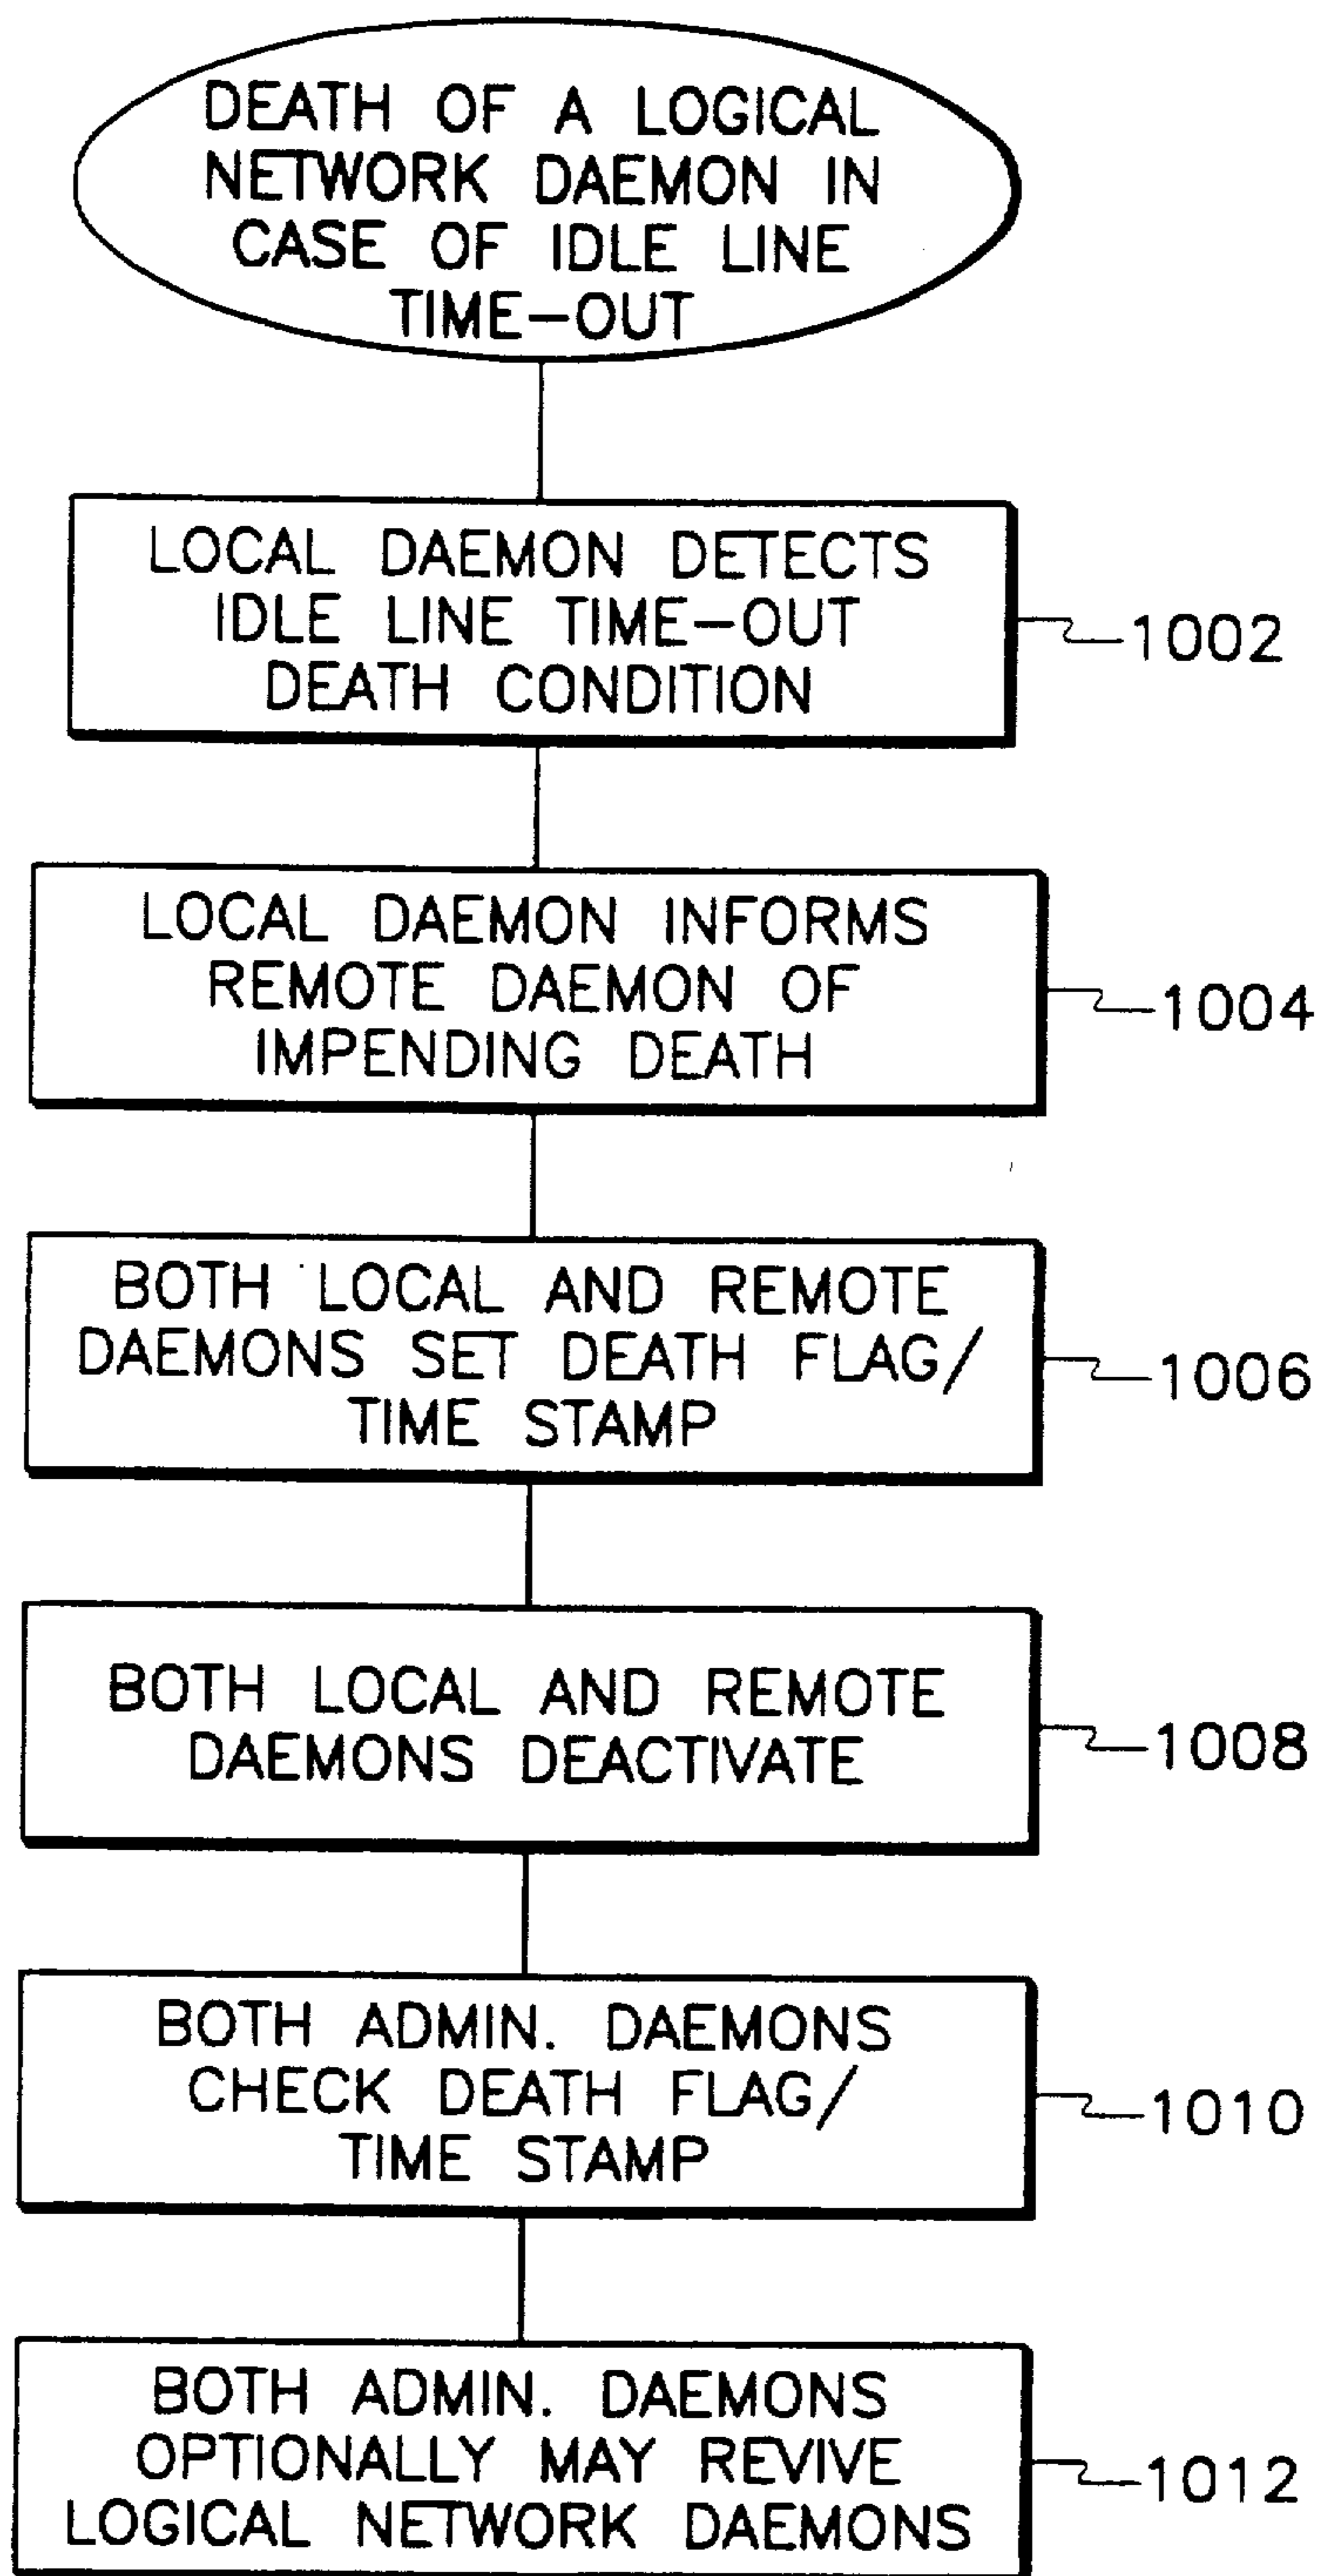 DEATH OF A LOGICAL
NETWORK DAEMON IN
CASE OF IDLE LINE
TIME-OUT
LOCAL DAEMON DETECTS
IDLE LINE TIME-OUT
DEATH CONDITION
1002
LOCAL DAEMON INFORMS
REMOTE DAEMON OF
IMPENDING DEATH
1004
BOTH LOCAL AND REMOTE
DAEMONS SET DEATH FLAG/
TIME STAMP
1006
BOTH LOCAL AND REMOTE
DAEMONS DEACTIVATE
1008
BOTH ADMIN. DAEMONS
CHECK DEATH FLAG/
TIME STAMP
1010
BOTH ADMIN. DAEMONS
OPTIONALLY MAY REVIVE
LOGICAL NETWORK DAEMONS
1012